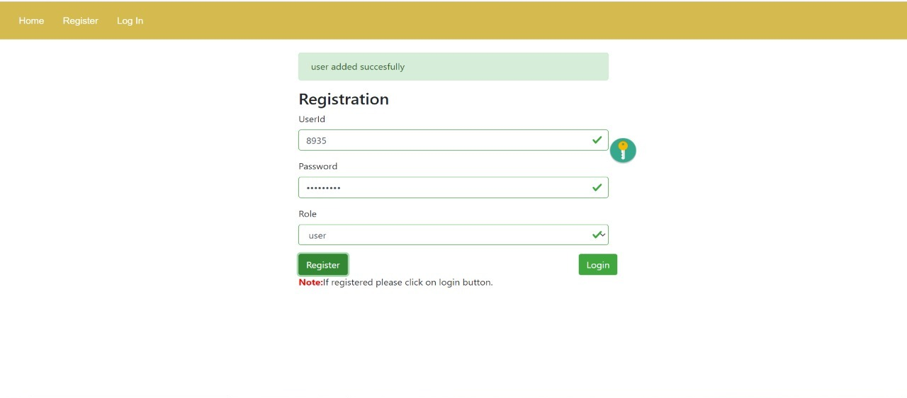 Home Register Log In
user added succesfully
Registration
UserId
8935
Password
•••••••••
Role
user
Register Login
Note:If registered please click on login button.